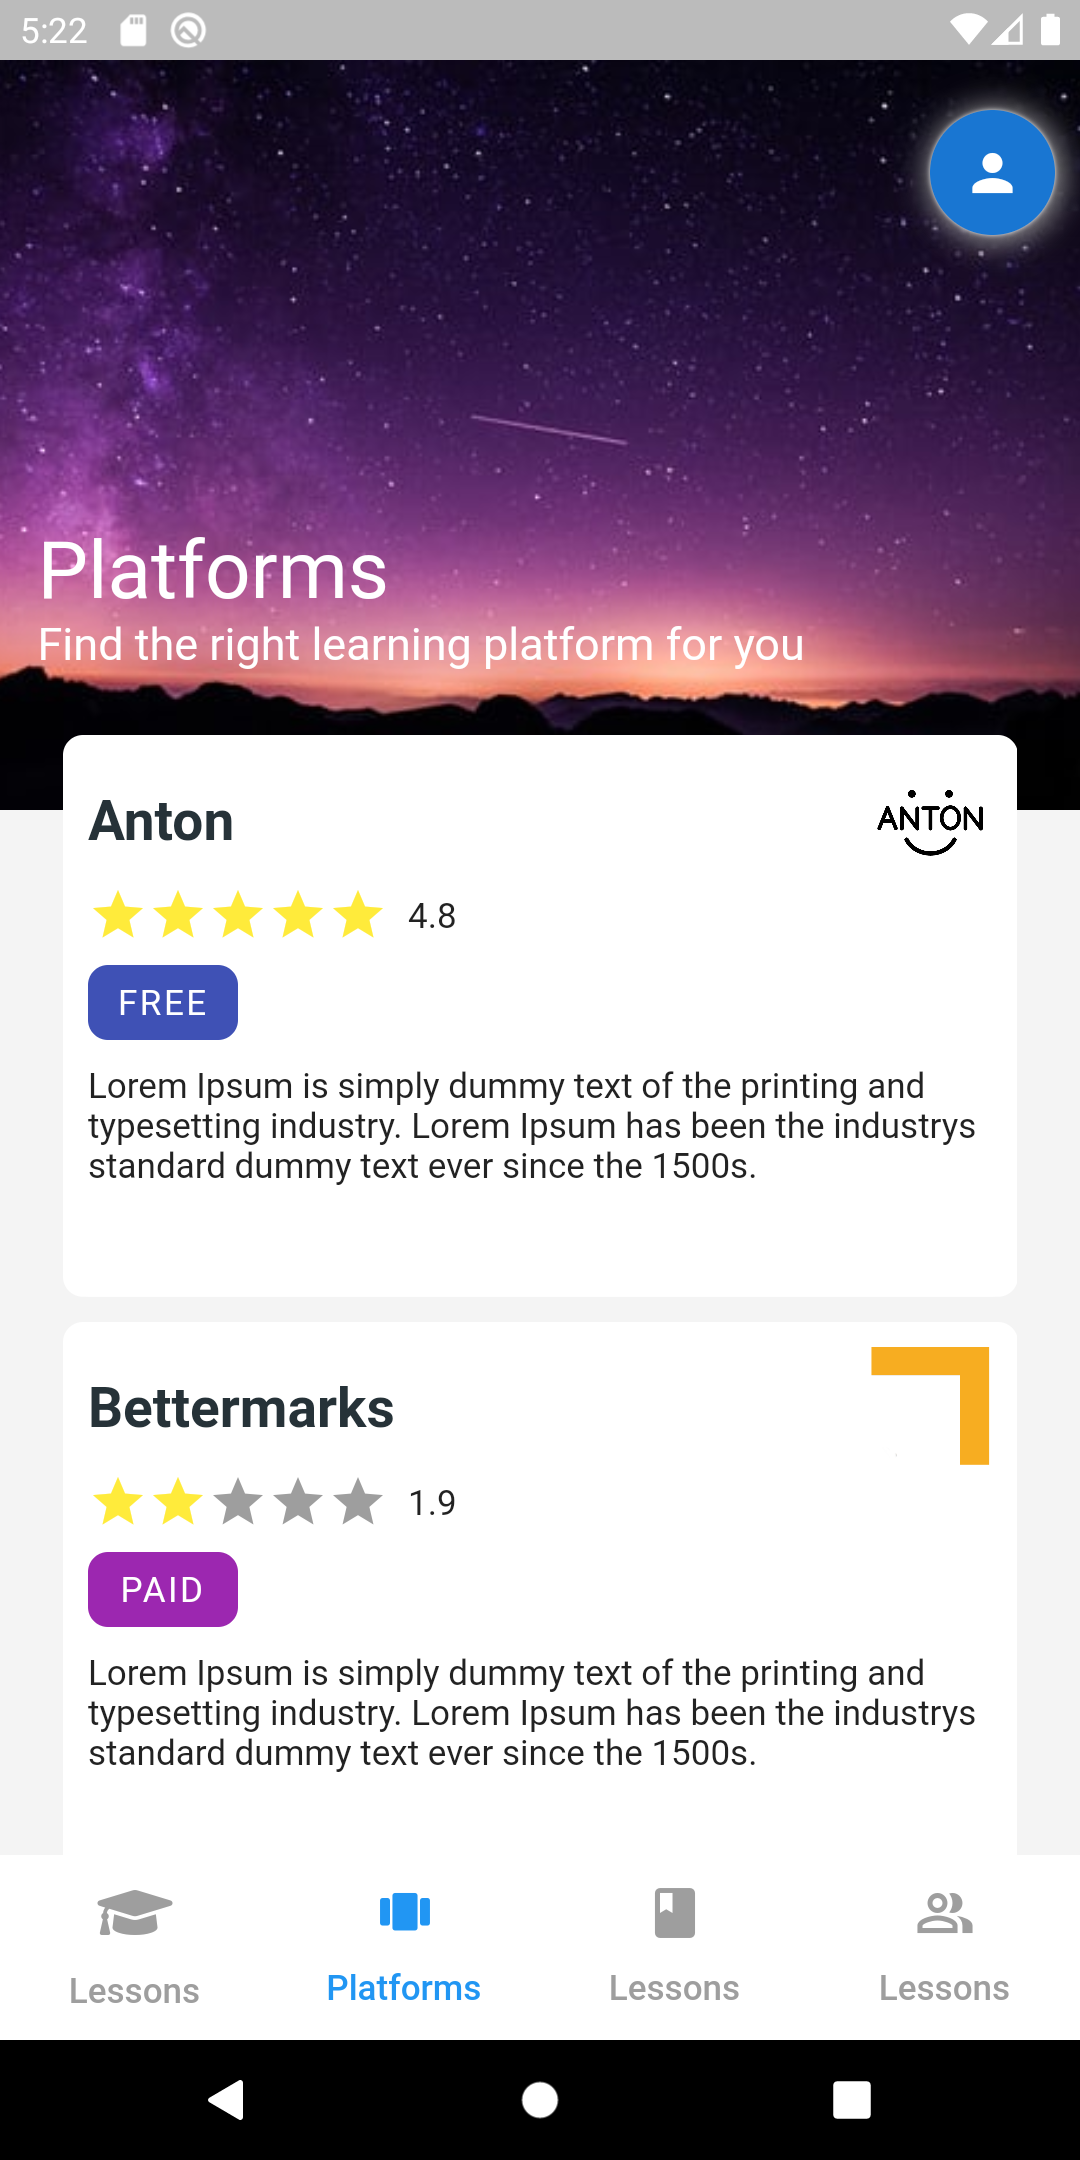 5:22
Platforms
Find the right learning platform for you
Anton
ANTON
4.8
FREE
Lorem Ipsum is simply dummy text of the printing and
typesetting industry. Lorem Ipsum has been the industrys
standard dummy text ever since the 1500s.
Bettermarks
1.9
PAID
Lorem Ipsum is simply dummy text of the printing and
typesetting industry. Lorem Ipsum has been the industrys
standard dummy text ever since the 1500s.
Lessons
Platforms
Lessons
Lessons